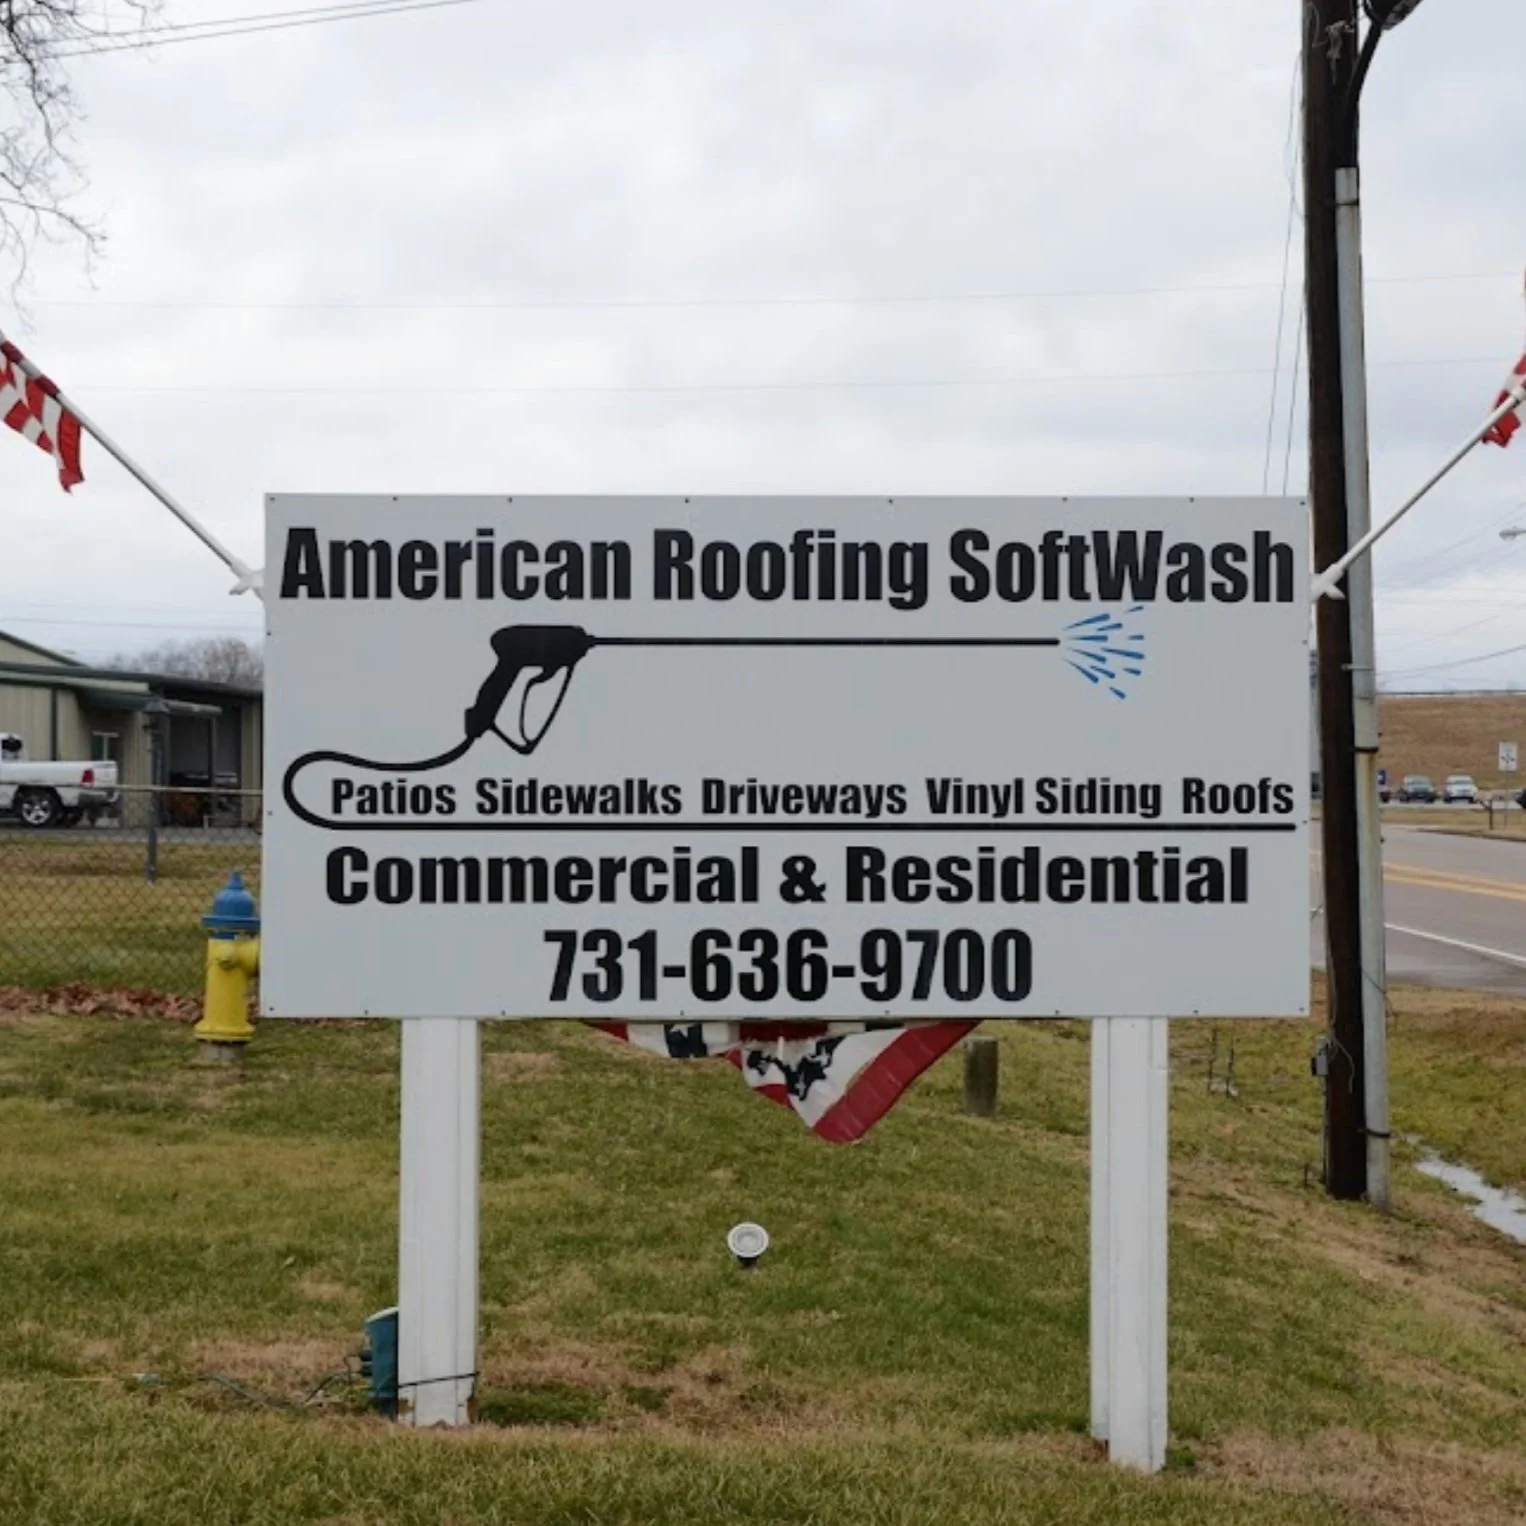 American Roofing SoftWash
Patios Sidewalks Driveways Vinyl Siding Roofs
Commercial & Residential
731-636-9700